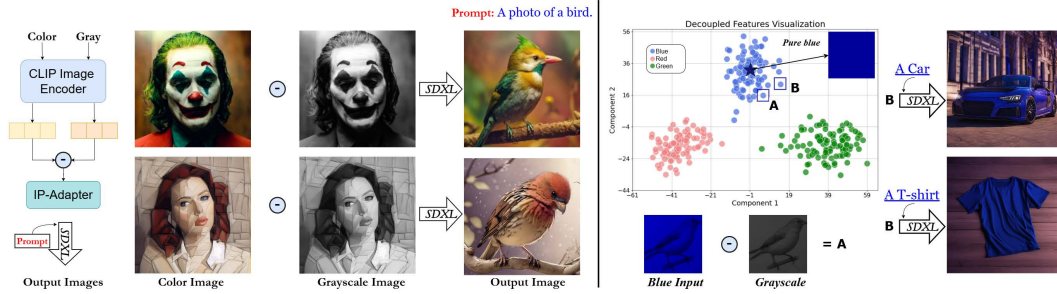 Prompt: A photo of a bird.
Color Gray
CLIP Image
Encoder
-
IP-Adapter
Prompt
SDXL
Output Images
-
SDXL
-
SDXL
Color Image
Grayscale Image
Output Image
Decoupled Features Visualization
Blue
Red
Green
Pure blue
B
A
Component 2
56
36
16
−4
−24
−44
−61 −41 −21 −1 19 39 59
Component 1
- = A
Blue Input
Grayscale
A Car
B SDXL
A T-shirt
B SDXL